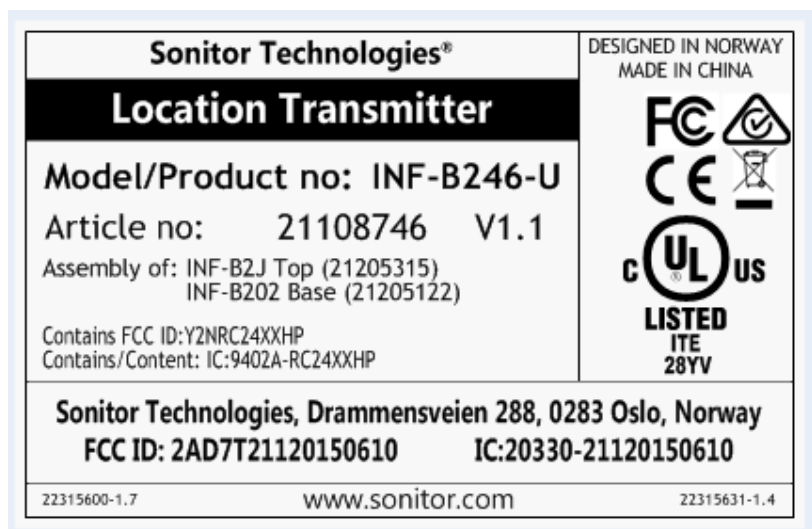 Sonitor Technologies®
Location Transmitter
Model/Product no: INF-B246-U
Article no: 21108746 V1.1
Assembly of: INF-B2J Top (21205315)
INF-B202 Base (21205122)
Contains FCC ID:Y2NRC24XXHP
Contains/Content: IC:9402A-RC24XXHP
DESIGNED IN NORWAY
MADE IN CHINA
FC
CE
C UL® US
LISTED
ITE
28YV
Sonitor Technologies, Drammensveien 288, 0283 Oslo, Norway
FCC ID: 2AD7T21120150610 IC:20330-21120150610
22315600-1.7 www.sonitor.com 22315631-1.4